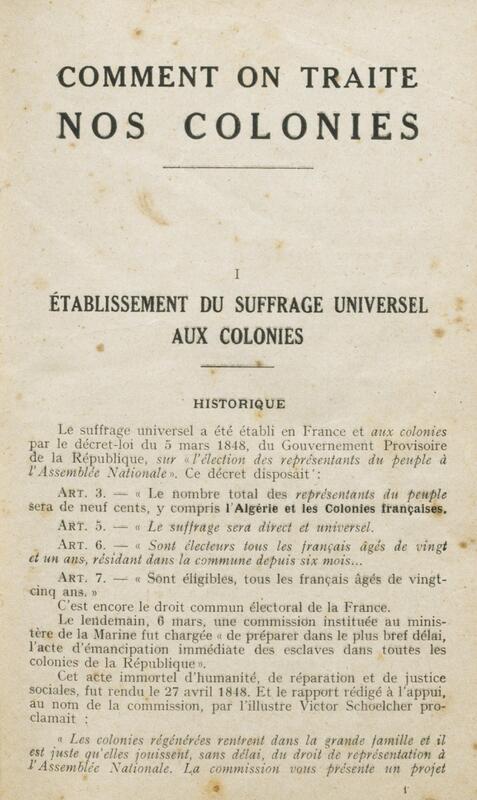 COMMENT ON TRAITE
NOS COLONIES
I
ÉTABLISSEMENT DU SUFFRAGE UNIVERSEL
AUX COLONIES
HISTORIQUE
Le suffrage universel a été établi en France et aux colonies
par le décret-loi du 5 mars 1848, du Gouvernement Provisoire
de la République, sur « l'élection des représentants du peuple à
l'Assemblée Nationale ». Ce décret disposait :
ART. 3. — « Le nombre total des représentants du peuple
sera de neuf cents, y compris l'Algérie et les Colonies françaises.
ART. 5. — « Le suffrage sera direct et universel.
ART. 6. — « Sont électeurs tous les français âgés de vingt
et un ans, résidant dans la commune depuis six mois...
ART. 7. — « Sont éligibles, tous les français âgés de vingt-
cinq ans. »
C'est encore le droit commun électoral de la France.
Le lendemain, 6 mars, une commission instituée au minis-
tère de la Marine fut chargée « de préparer dans le plus bref délai,
l'acte d'émancipation immédiate des esclaves dans toutes les
colonies de la République ».
Cet acte immortel d'humanité, de réparation et de justice
sociales, fut rendu le 27 avril 1848. Et le rapport rédigé à l'appui,
au nom de la commission, par l'illustre Victor Schoelcher pro-
clamait :
« Les colonies régénérées rentrent dans la grande famille et il
est juste qu'elles jouissent, sans délai, du droit de représentation à
l'Assemblée Nationale. La commission vous présente un projet
1